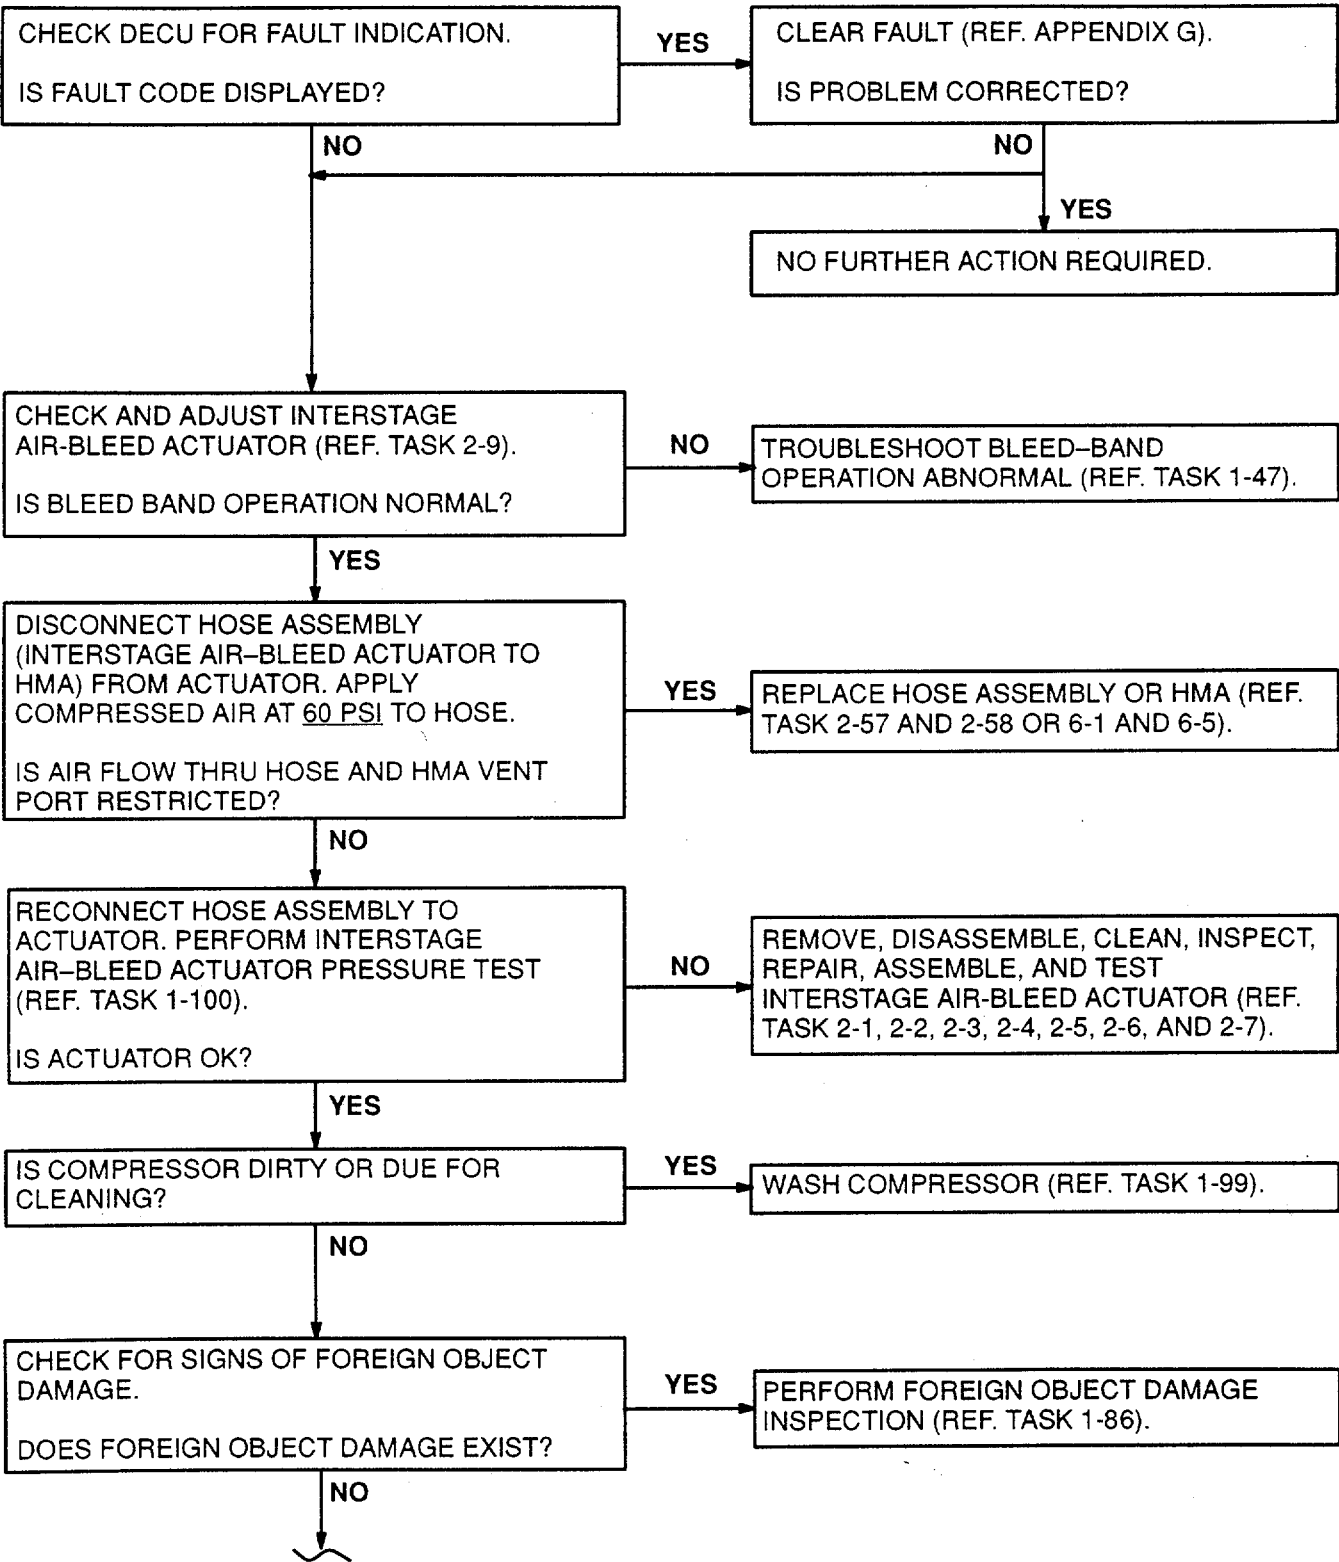 CHECK DECU FOR FAULT INDICATION.
IS FAULT CODE DISPLAYED?
YES
CLEAR FAULT (REF. APPENDIX G).
IS PROBLEM CORRECTED?
NO
NO
YES
NO FURTHER ACTION REQUIRED.
CHECK AND ADJUST INTERSTAGE
AIR-BLEED ACTUATOR (REF. TASK 2-9).
IS BLEED BAND OPERATION NORMAL?
NO
TROUBLESHOOT BLEED–BAND
OPERATION ABNORMAL (REF. TASK 1-47).
YES
DISCONNECT HOSE ASSEMBLY
(INTERSTAGE AIR–BLEED ACTUATOR TO
HMA) FROM ACTUATOR. APPLY
COMPRESSED AIR AT 60 PSI TO HOSE.
IS AIR FLOW THRU HOSE AND HMA VENT
PORT RESTRICTED?
YES
REPLACE HOSE ASSEMBLY OR HMA (REF.
TASK 2-57 AND 2-58 OR 6-1 AND 6-5).
NO
RECONNECT HOSE ASSEMBLY TO
ACTUATOR. PERFORM INTERSTAGE
AIR–BLEED ACTUATOR PRESSURE TEST
(REF. TASK 1-100).
IS ACTUATOR OK?
NO
REMOVE, DISASSEMBLE, CLEAN, INSPECT,
REPAIR, ASSEMBLE, AND TEST
INTERSTAGE AIR-BLEED ACTUATOR (REF.
TASK 2-1, 2-2, 2-3, 2-4, 2-5, 2-6, AND 2-7).
YES
IS COMPRESSOR DIRTY OR DUE FOR
CLEANING?
YES
WASH COMPRESSOR (REF. TASK 1-99).
NO
CHECK FOR SIGNS OF FOREIGN OBJECT
DAMAGE.
DOES FOREIGN OBJECT DAMAGE EXIST?
YES
PERFORM FOREIGN OBJECT DAMAGE
INSPECTION (REF. TASK 1-86).
NO